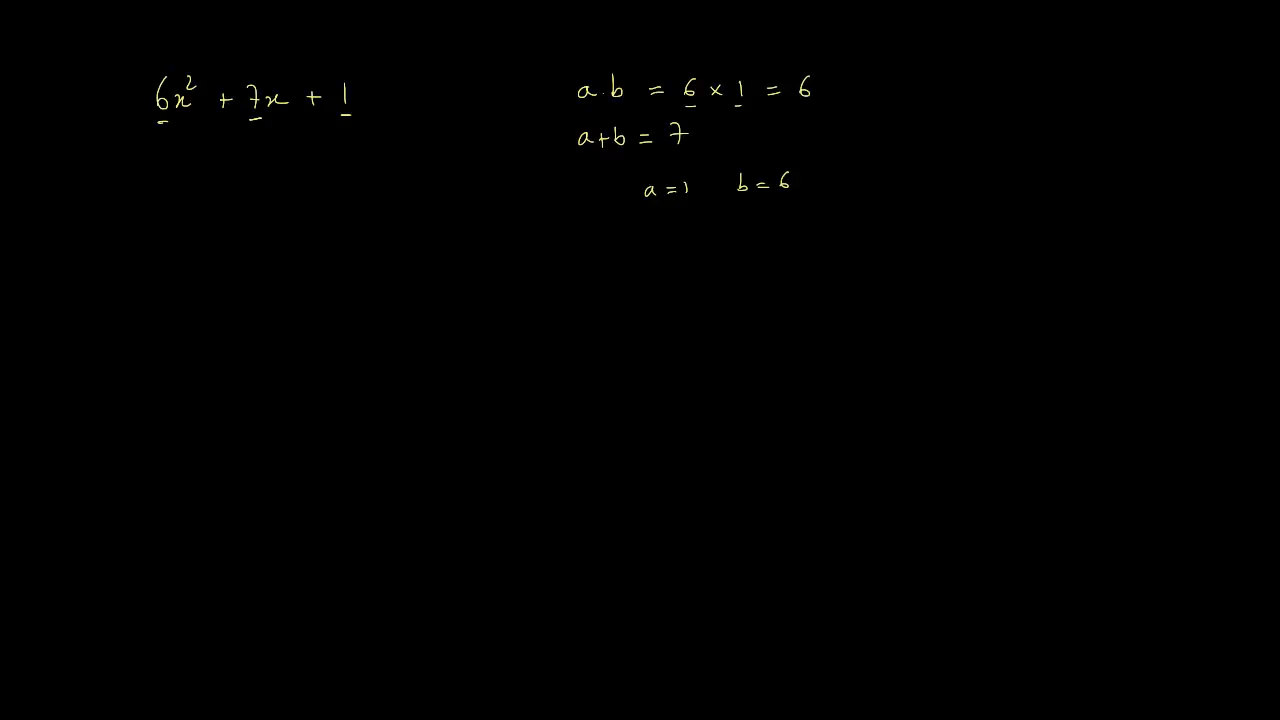 6x² + 7x + 1
a.b = 6 × 1 = 6
a+b = 7
a = 1 b = 6